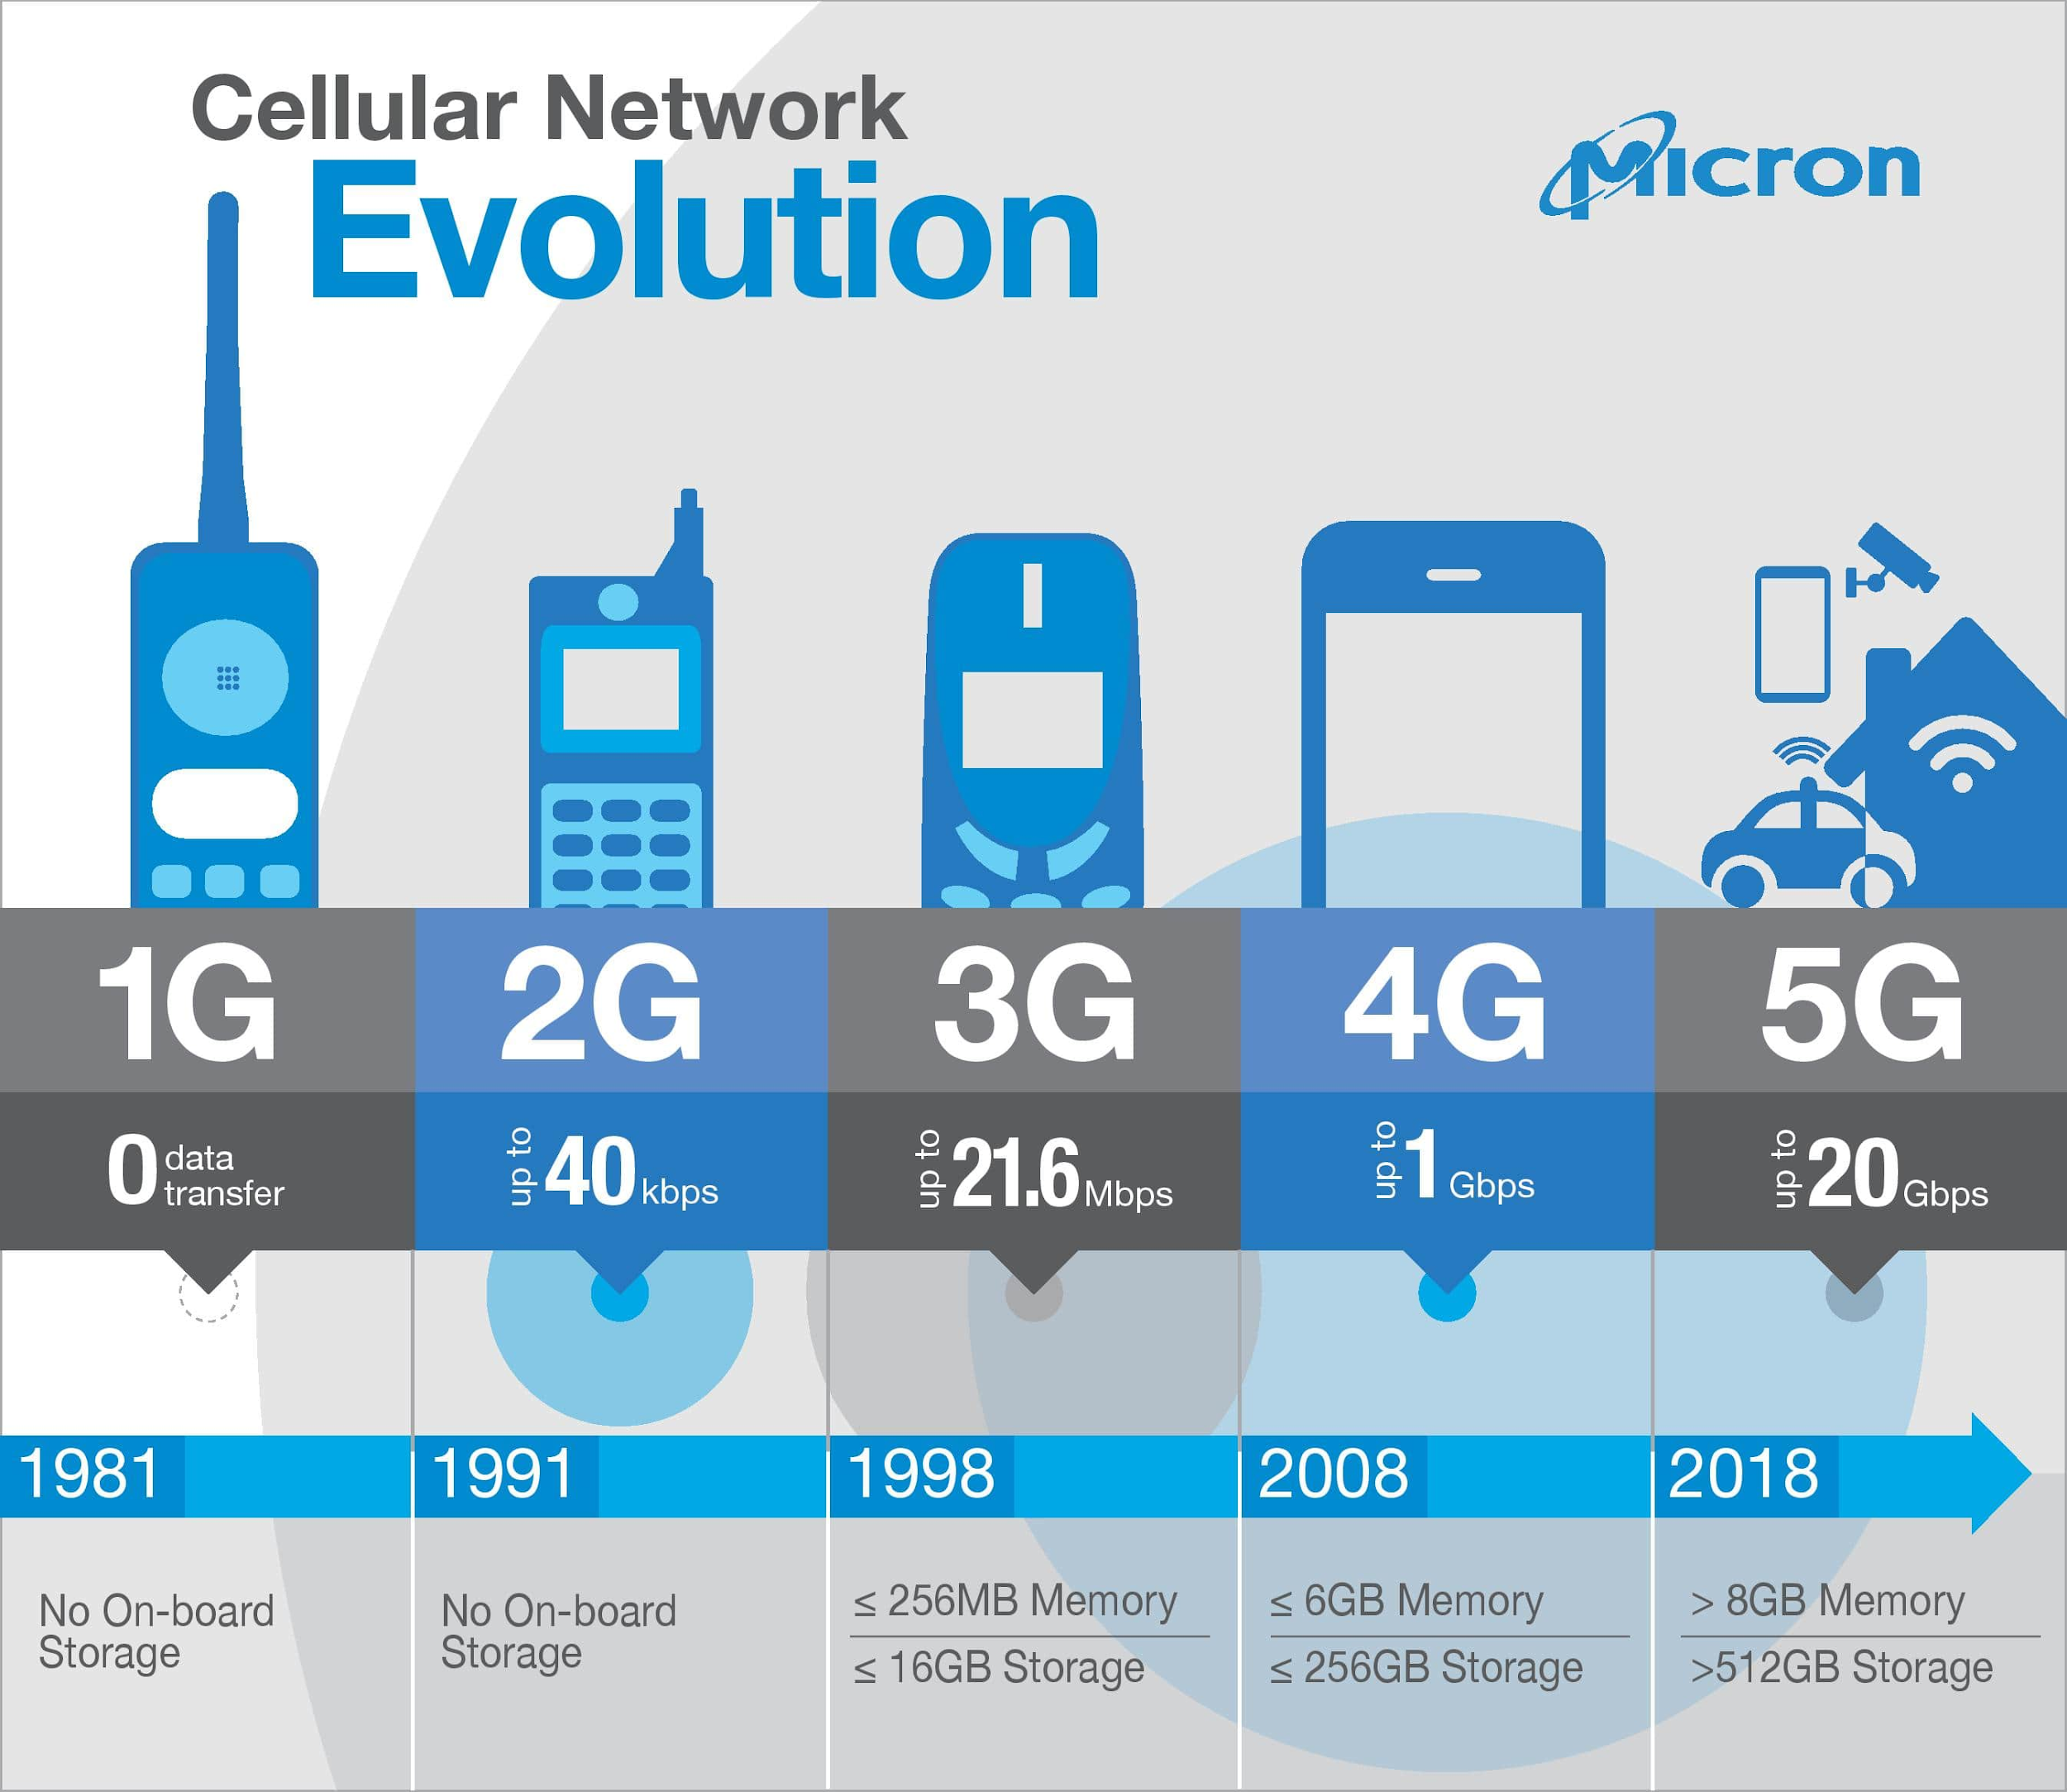 Cellular Network
Evolution
Micron
1G
2G
3G
4G
5G
0 data transfer
up to 40 kbps
up to 21.6 Mbps
up to 1 Gbps
up to 20 Gbps
1981
1991
1998
2008
2018
No On-board
Storage
No On-board
Storage
≤ 256MB Memory
≤ 16GB Storage
≤ 6GB Memory
≤ 256GB Storage
> 8GB Memory
>512GB Storage